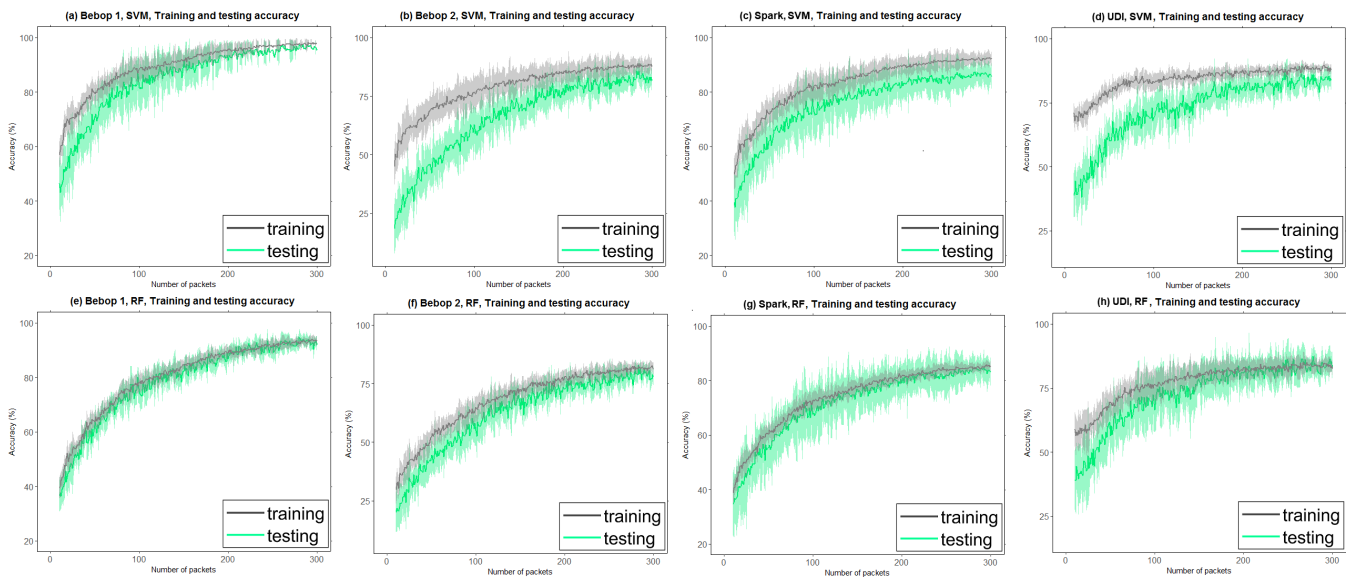 (a) Bebop 1, SVM, Training and testing accuracy
100
80
60
40
20
Accuracy (%)
0
100
200
300
Number of packets
training
testing
(b) Bebop 2, SVM, Training and testing accuracy
100
75
50
25
Accuracy (%)
0
100
200
300
Number of packets
training
testing
(c) Spark, SVM, Training and testing accuracy
100
80
60
40
20
Accuracy (%)
0
100
200
300
Number of packets
training
testing
(d) UDI, SVM, Training and testing accuracy
100
75
50
25
Accuracy (%)
0
100
200
300
Number of packets
training
testing
(e) Bebop 1, RF, Training and testing accuracy
100
80
60
40
20
Accuracy (%)
0
100
200
300
Number of packets
training
testing
(f) Bebop 2, RF, Training and testing accuracy
100
75
50
25
Accuracy (%)
0
100
200
300
Number of packets
training
testing
(g) Spark, RF, Training and testing accuracy
100
80
60
40
20
Accuracy (%)
0
100
200
300
Number of packets
training
testing
(h) UDI, RF, Training and testing accuracy
100
75
50
25
Accuracy (%)
0
100
200
300
Number of packets
training
testing